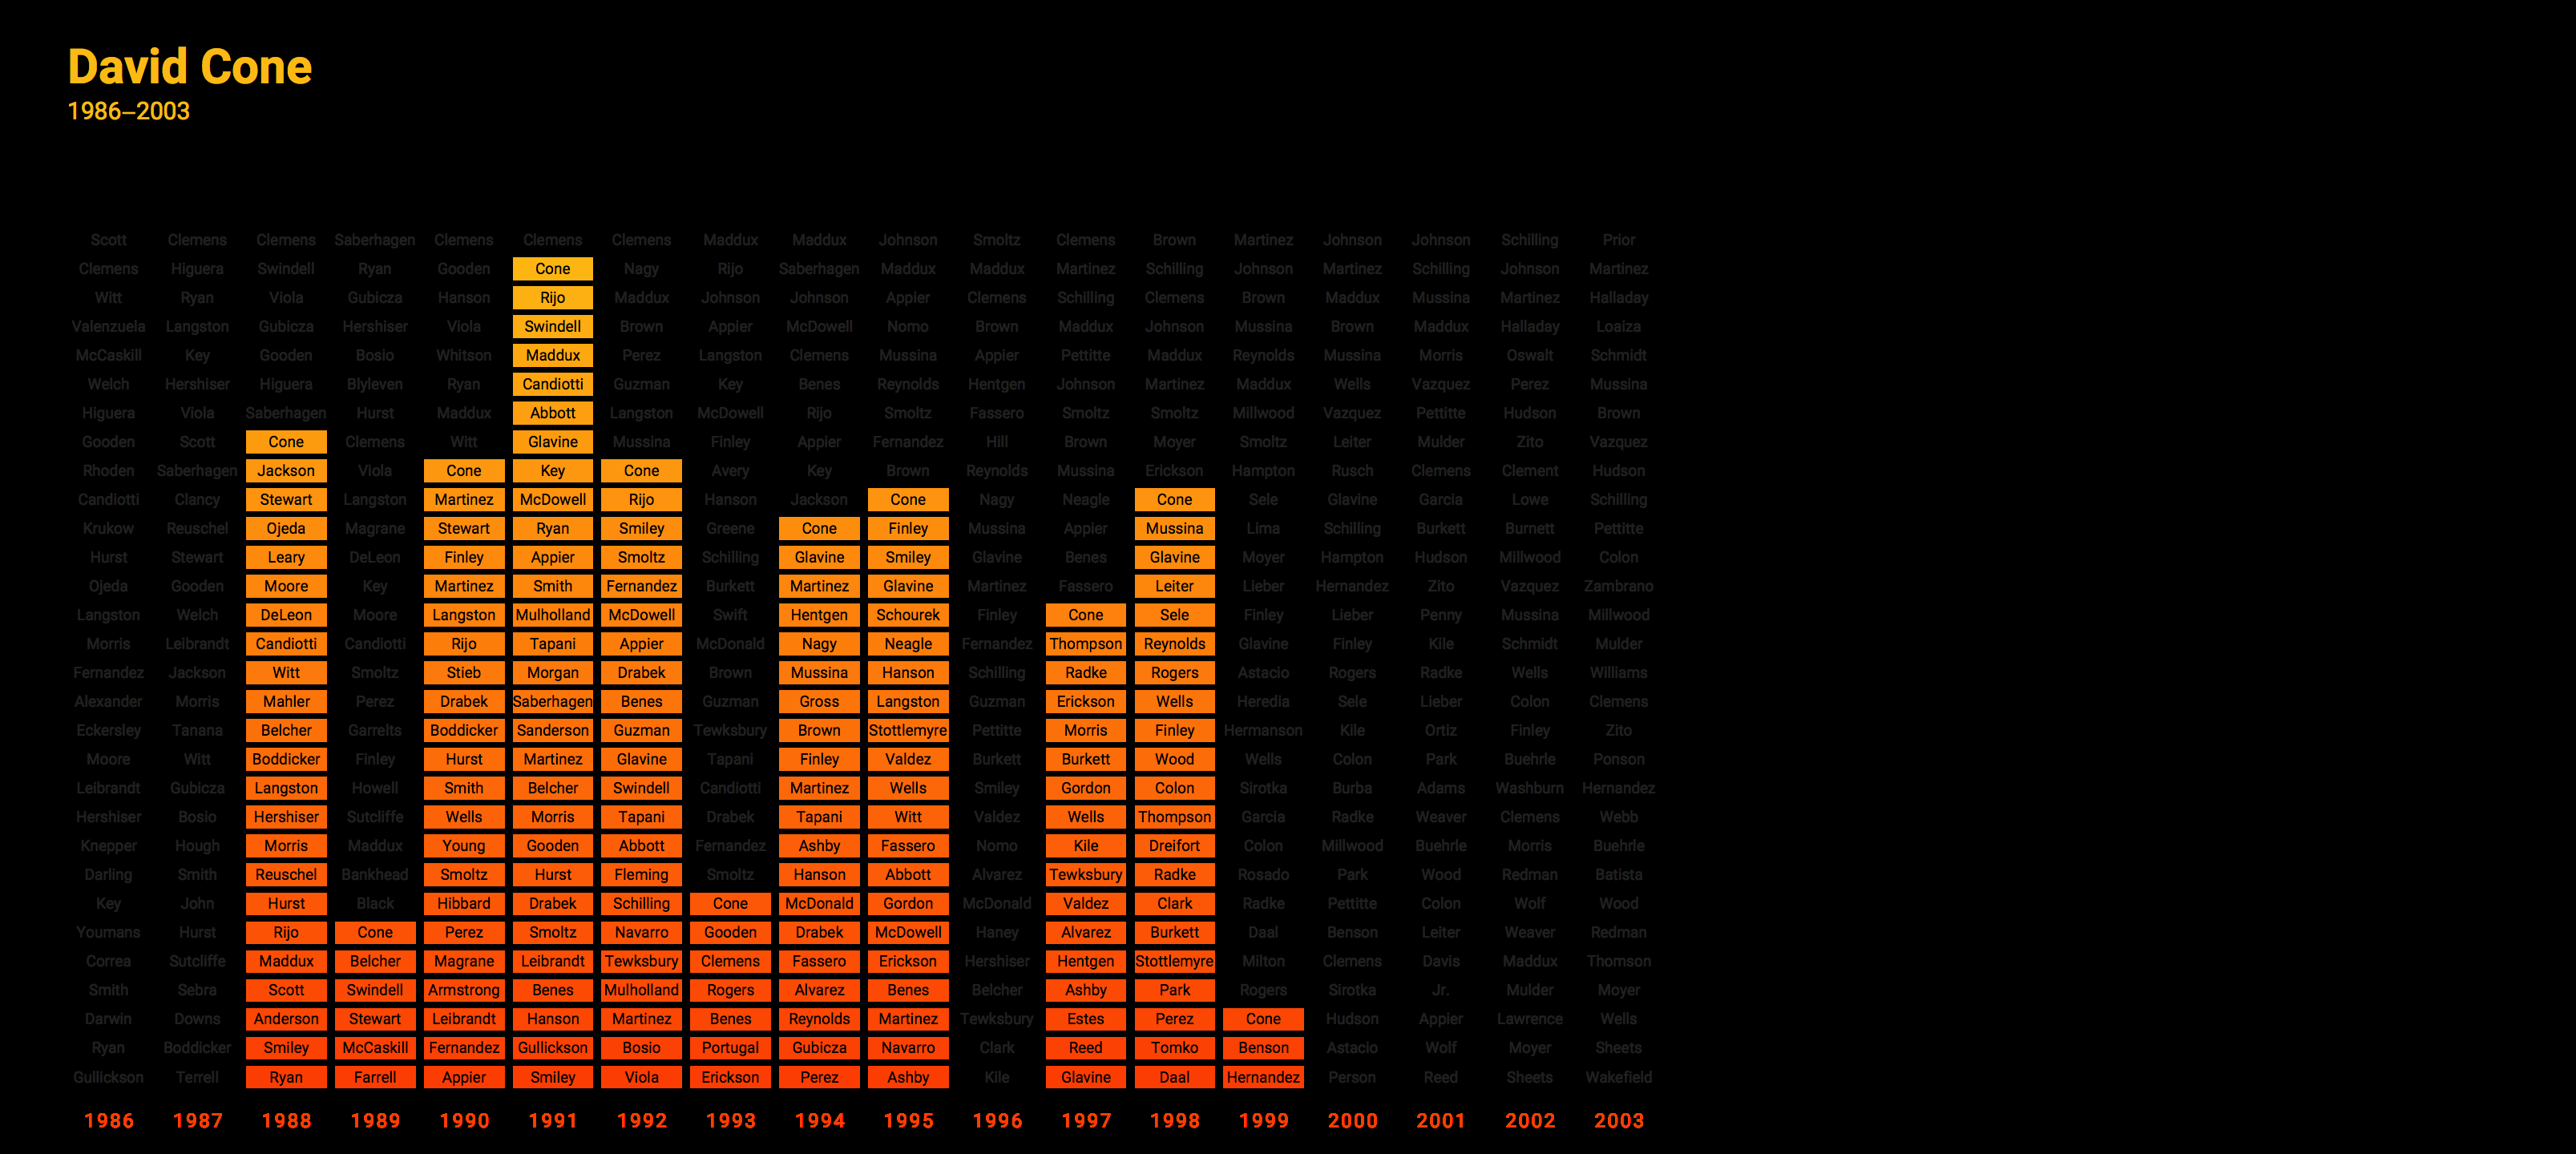 David Cone
1986–2003
Scott Clemens Clemens Saberhagen Clemens Clemens Clemens Maddux Maddux Johnson Smoltz Clemens Brown Martinez Johnson Johnson Schilling Prior
Clemens Higuera Swindell Ryan Gooden Cone Nagy Rijo Saberhagen Maddux Maddux Martinez Schilling Johnson Martinez Schilling Johnson Martinez
Witt Ryan Viola Gubicza Hanson Rijo Maddux Johnson Johnson Appier Clemens Schilling Clemens Brown Maddux Mussina Martinez Halladay
Valenzuela Langston Gubicza Hershiser Viola Swindell Brown Appier McDowell Nomo Brown Maddux Johnson Mussina Brown Maddux Halladay Loaiza
McCaskill Key Gooden Bosio Whitson Maddux Perez Langston Clemens Mussina Appier Pettitte Maddux Reynolds Mussina Morris Oswalt Schmidt
Welch Hershiser Higuera Blyleven Ryan Candiotti Guzman Key Benes Reynolds Hentgen Johnson Martinez Maddux Wells Vazquez Perez Mussina
Higuera Viola Saberhagen Hurst Maddux Abbott Langston McDowell Rijo Smoltz Fassero Smoltz Smoltz Millwood Vazquez Pettitte Hudson Brown
Gooden Scott Cone Clemens Witt Glavine Mussina Finley Appier Fernandez Hill Brown Moyer Smoltz Leiter Mulder Zito Vazquez
Rhoden Saberhagen Jackson Viola Cone Key Cone Avery Key Brown Reynolds Mussina Erickson Hampton Rusch Clemens Clement Hudson
Candiotti Clancy Stewart Langston Martinez McDowell Rijo Hanson Jackson Cone Nagy Neagle Cone Sele Glavine Garcia Lowe Schilling
Krukow Reuschel Ojeda Magrane Stewart Ryan Smiley Greene Cone Finley Mussina Appier Mussina Lima Schilling Burkett Burnett Pettitte
Hurst Stewart Leary DeLeon Finley Appier Smoltz Schilling Glavine Smiley Glavine Benes Glavine Moyer Hampton Hudson Millwood Colon
Ojeda Gooden Moore Key Martinez Smith Fernandez Burkett Martinez Glavine Martinez Fassero Leiter Lieber Hernandez Zito Vazquez Zambrano
Langston Welch DeLeon Moore Langston Mulholland McDowell Swift Hentgen Schourek Finley Cone Sele Finley Lieber Penny Mussina Millwood
Morris Leibrandt Candiotti Candiotti Rijo Tapani Appier McDonald Nagy Neagle Fernandez Thompson Reynolds Glavine Finley Kile Schmidt Mulder
Fernandez Jackson Witt Smoltz Stieb Morgan Drabek Brown Mussina Hanson Schilling Radke Rogers Astacio Rogers Radke Wells Williams
Alexander Morris Mahler Perez Drabek Saberhagen Benes Guzman Gross Langston Guzman Erickson Wells Heredia Sele Lieber Colon Clemens
Eckersley Tanana Belcher Garrelts Boddicker Sanderson Guzman Tewksbury Brown Stottlemyre Pettitte Morris Finley Hermanson Kile Ortiz Finley Zito
Moore Witt Boddicker Finley Hurst Martinez Glavine Tapani Finley Valdez Burkett Burkett Wood Wells Colon Park Buehrle Ponson
Leibrandt Gubicza Langston Howell Smith Belcher Swindell Candiotti Martinez Wells Smiley Gordon Colon Sirotka Burba Adams Washburn Hernandez
Hershiser Bosio Hershiser Sutcliffe Wells Morris Tapani Drabek Tapani Witt Valdez Wells Thompson Garcia Radke Weaver Clemens Webb
Knepper Hough Morris Maddux Young Gooden Abbott Fernandez Ashby Fassero Nomo Kile Dreifort Colon Millwood Buehrle Morris Buehrle
Darling Smith Reuschel Bankhead Smoltz Hurst Fleming Smoltz Hanson Abbott Alvarez Tewksbury Radke Rosado Park Wood Redman Batista
Key John Hurst Black Hibbard Drabek Schilling Cone McDonald Gordon McDonald Valdez Clark Radke Pettitte Colon Wolf Wood
Youmans Hurst Rijo Cone Perez Smoltz Navarro Gooden Drabek McDowell Haney Alvarez Burkett Daal Benson Leiter Weaver Redman
Correa Sutcliffe Maddux Belcher Magrane Leibrandt Tewksbury Clemens Fassero Erickson Hershiser Hentgen Stottlemyre Milton Clemens Davis Maddux Thomson
Smith Sebra Scott Swindell Armstrong Benes Mulholland Rogers Alvarez Benes Belcher Ashby Park Rogers Sirotka Jr. Mulder Moyer
Darwin Downs Anderson Stewart Leibrandt Hanson Martinez Benes Reynolds Martinez Tewksbury Estes Perez Cone Hudson Appier Lawrence Wells
Ryan Boddicker Smiley McCaskill Fernandez Gullickson Bosio Portugal Gubicza Navarro Clark Reed Tomko Benson Astacio Wolf Moyer Sheets
Gullickson Terrell Ryan Farrell Appier Smiley Viola Erickson Perez Ashby Kile Glavine Daal Hernandez Person Reed Sheets Wakefield
1986 1987 1988 1989 1990 1991 1992 1993 1994 1995 1996 1997 1998 1999 2000 2001 2002 2003